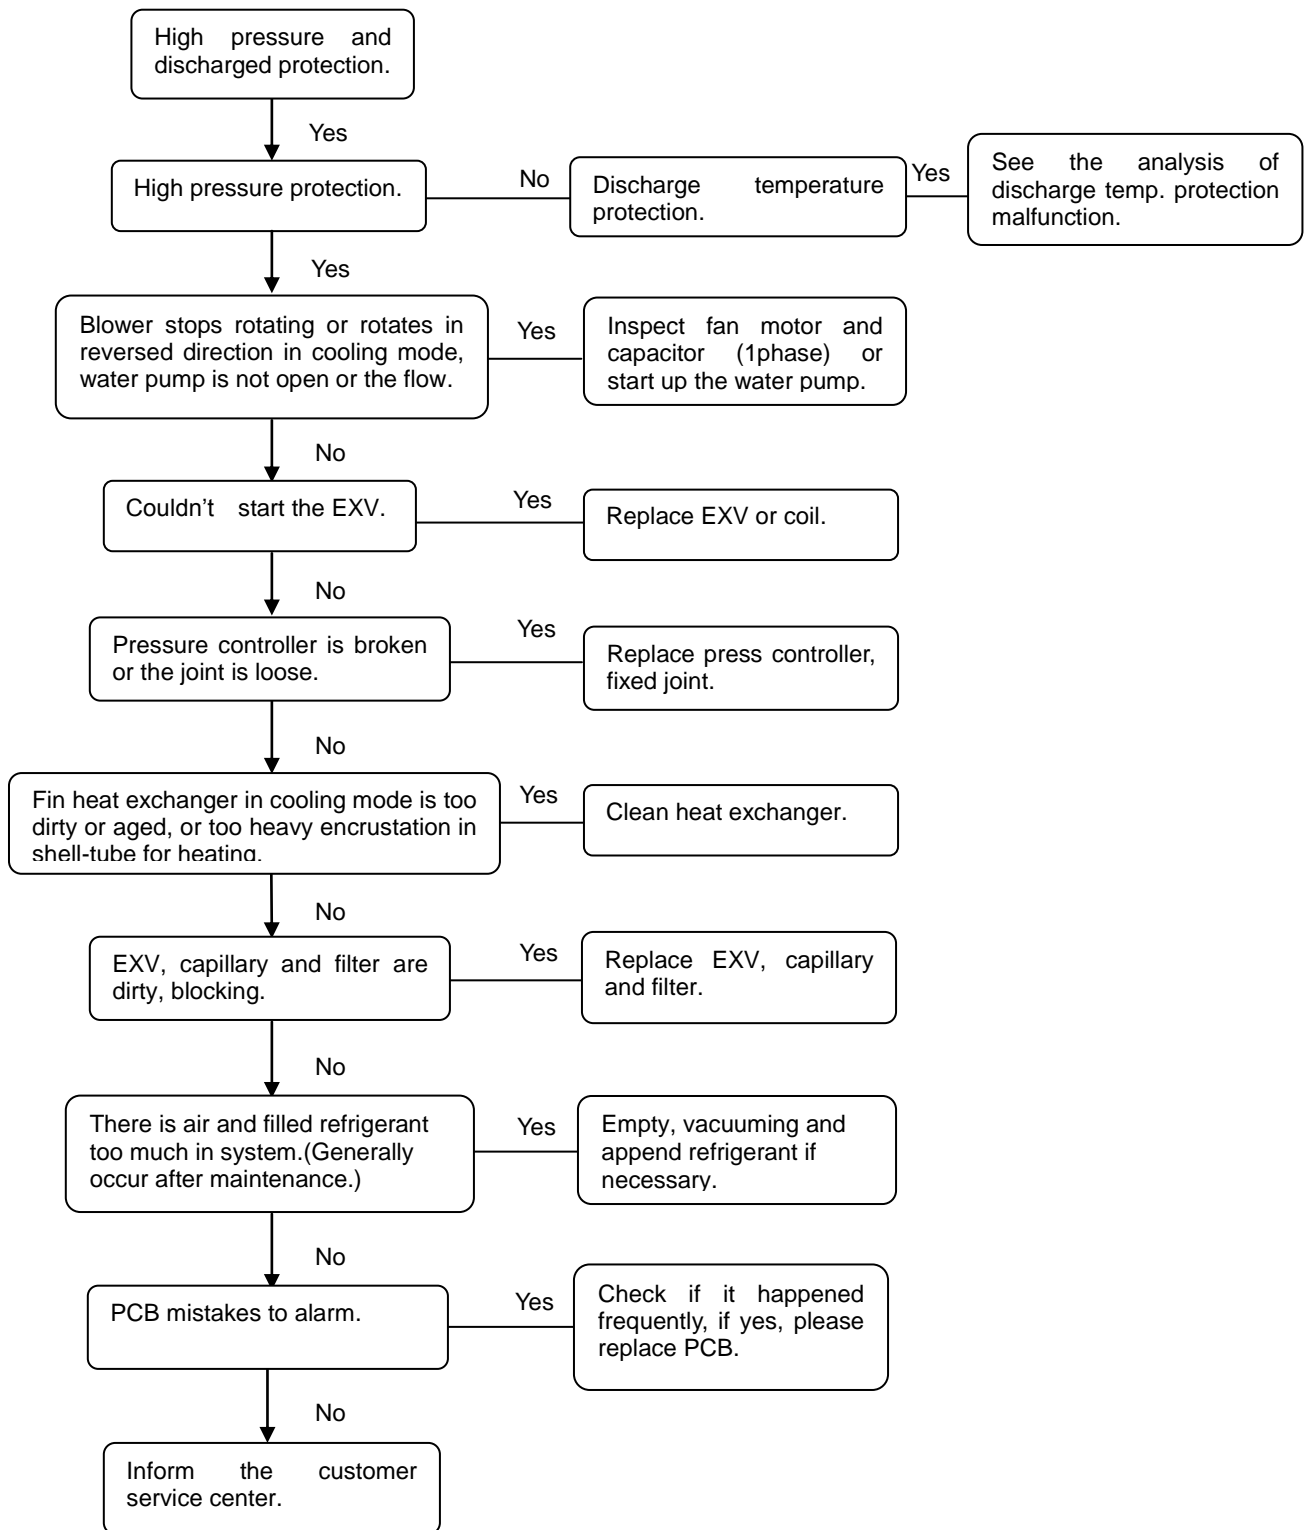 High pressure and
discharged protection.
Yes
High pressure protection.
No
Discharge temperature
protection.
Yes
See the analysis of
discharge temp. protection
malfunction.
Yes
Blower stops rotating or rotates in
reversed direction in cooling mode,
water pump is not open or the flow.
Yes
Inspect fan motor and
capacitor (1phase) or
start up the water pump.
No
Couldn't start the EXV.
Yes
Replace EXV or coil.
No
Pressure controller is broken
or the joint is loose.
Yes
Replace press controller,
fixed joint.
No
Fin heat exchanger in cooling mode is too
dirty or aged, or too heavy encrustation in
shell-tube for heating.
Yes
Clean heat exchanger.
No
EXV, capillary and filter are
dirty, blocking.
Yes
Replace EXV, capillary
and filter.
No
There is air and filled refrigerant
too much in system.(Generally
occur after maintenance.)
Yes
Empty, vacuuming and
append refrigerant if
necessary.
No
PCB mistakes to alarm.
Yes
Check if it happened
frequently, if yes, please
replace PCB.
No
Inform the customer
service center.